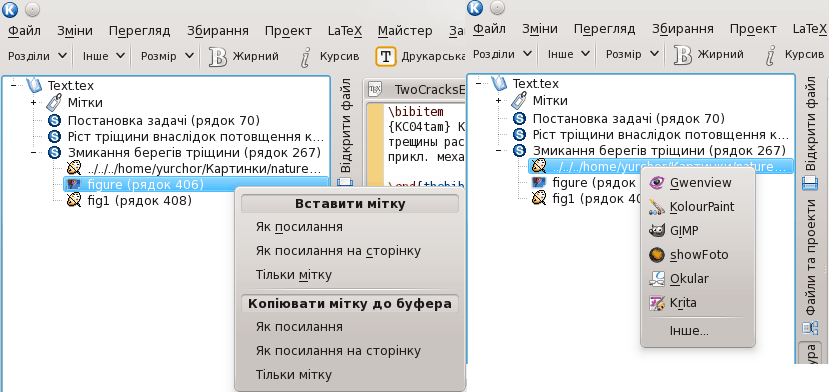 Файл Зміни Перегляд Збирання Проект LaTeX Майстер
Розділи Інше Розмір B Жирний i Курсив T Друкарська
Text.tex
Мітки
Постановка задачі (рядок 70)
Ріст тріщини внаслідок потовщення к...
Змикання берегів тріщини (рядок 267)
../../../home/yurchor/Картинки/nature...
figure (рядок 406)
fig1 (рядок 408)
Відкрити файл
TwoCracksE
\bibitem
{KC04tam} К
трещины рас
прикл. меха
Вставити мітку
Як посилання
Як посилання на сторінку
Тільки мітку
Копіювати мітку до буфера
Як посилання
Як посилання на сторінку
Тільки мітку
Файл Зміни Перегляд Збирання Проект LaTeX
Розділи Інше Розмір B Жирний i Курсив
Text.tex
Мітки
Постановка задачі (рядок 70)
Ріст тріщини внаслідок потовщення к...
Змикання берегів тріщини (рядок 267)
../../../home/yurchor/Картинки/nature...
figure (рядок
fig1 (рядок 40
Gwenview
KolourPaint
GIMP
showFoto
Okular
Krita
Інше...
Відкрити файл
Файли та проекти
ура